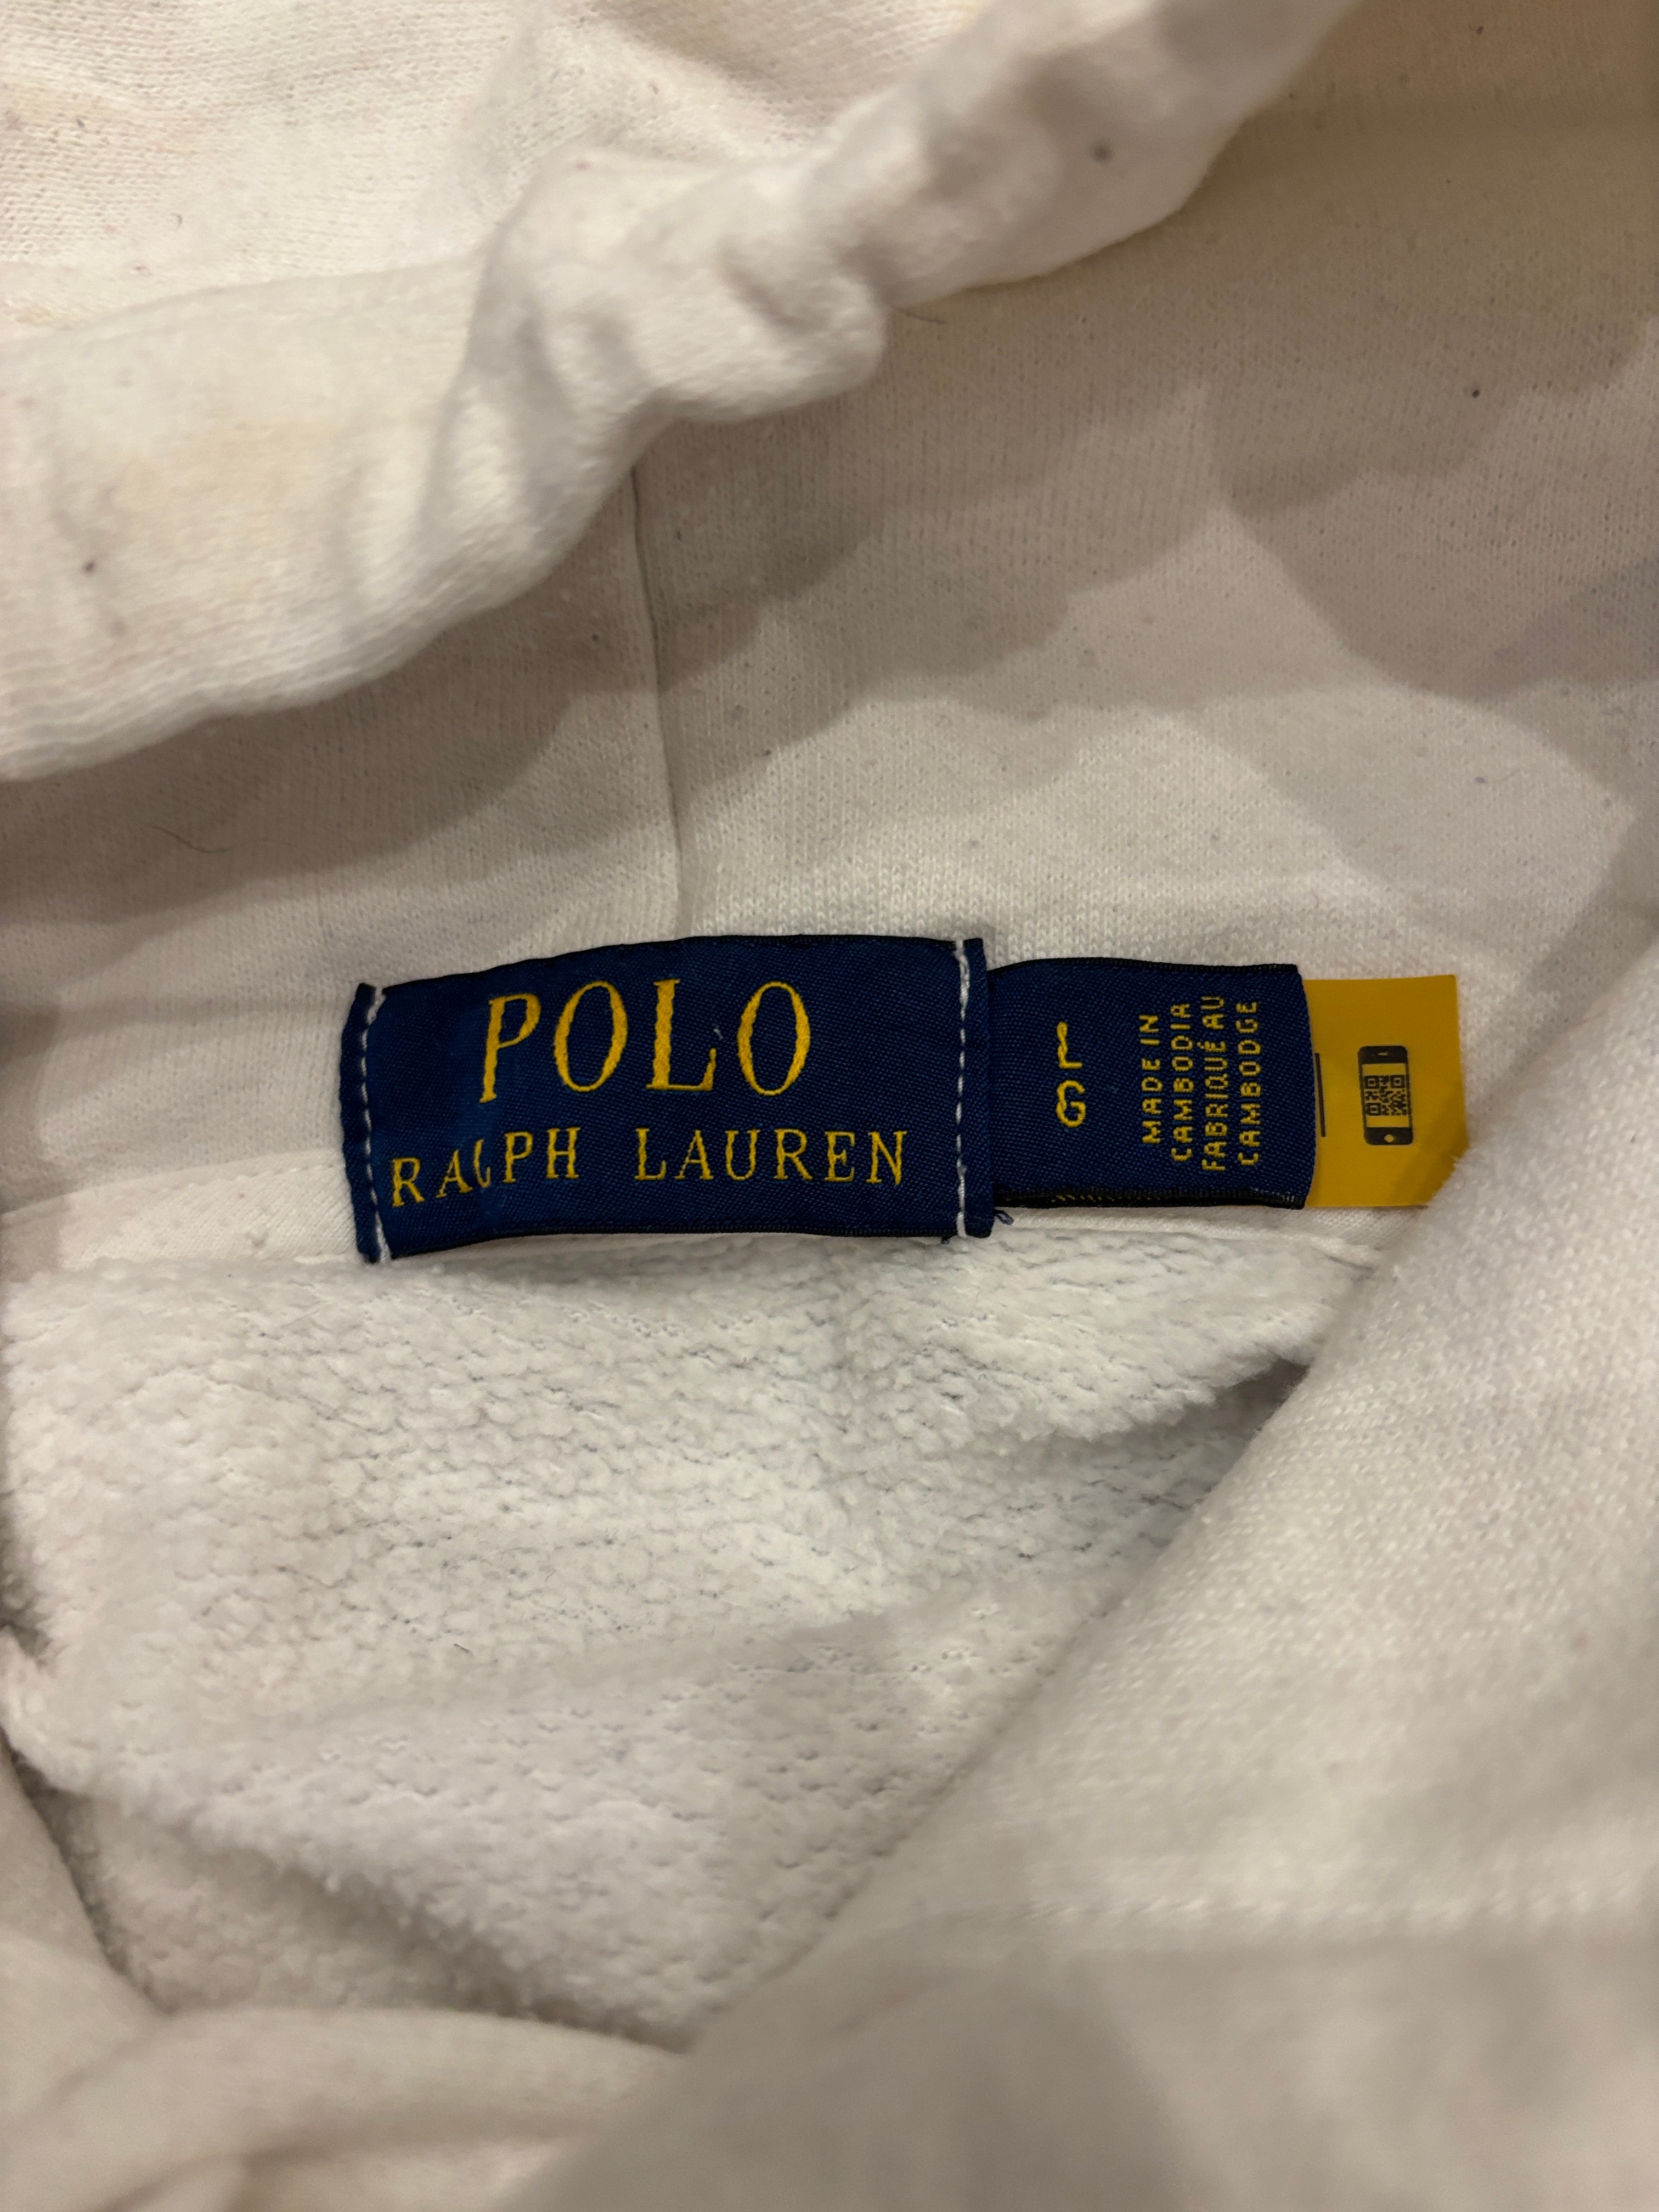 POLO
RALPH LAUREN
L
G
MADE IN
CAMBODIA
FABRIQUÉ AU
CAMBODGE